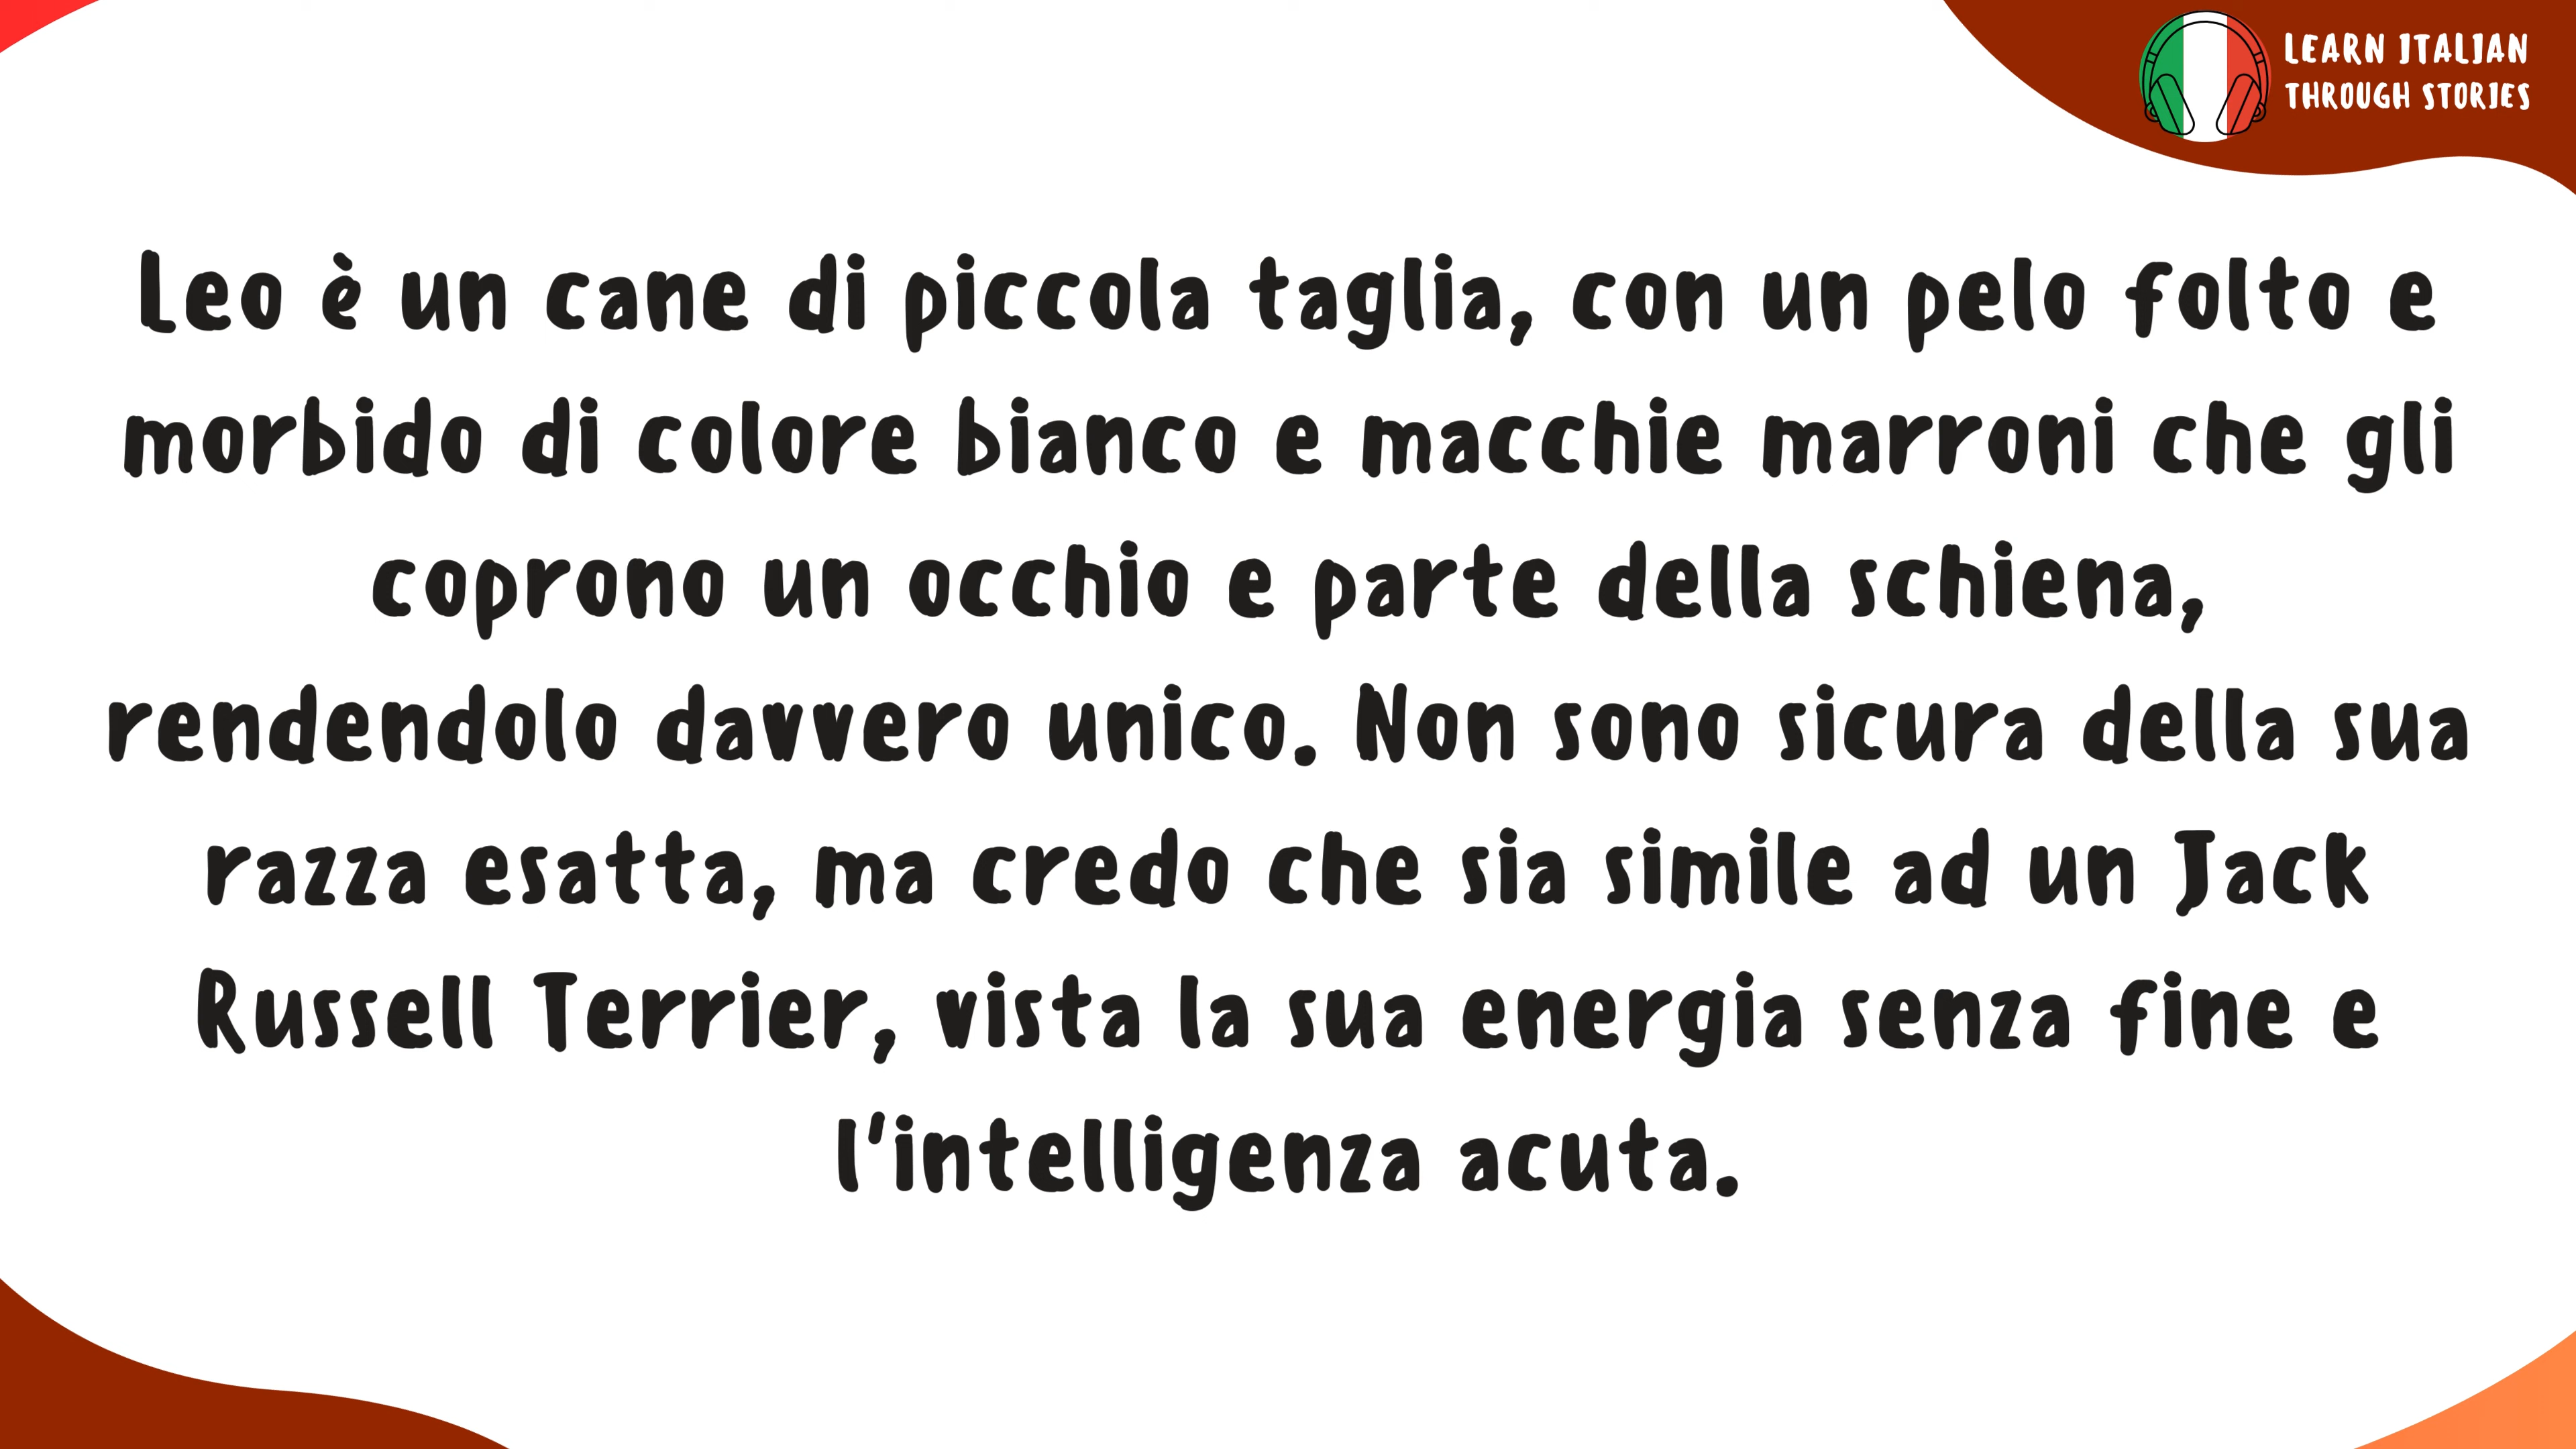 LEARN ITALIAN
THROUGH STORIES
Leo è un cane di piccola taglia, con un pelo folto e
morbido di colore bianco e macchie marroni che gli
coprono un occhio e parte della schiena,
rendendolo davvero unico. Non sono sicura della sua
razza esatta, ma credo che sia simile ad un Jack
Russell Terrier, vista la sua energia senza fine e
l'intelligenza acuta.